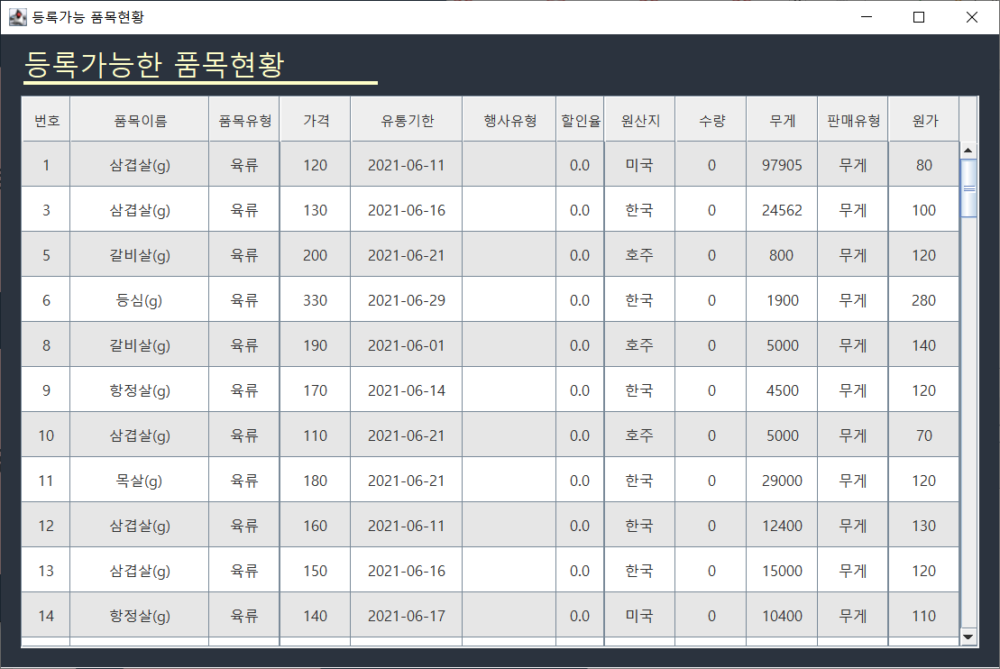 등록가능 품목현황
등록가능한 품목현황
번호 품목이름 품목유형 가격 유통기한 행사유형 할인율 원산지 수량 무게 판매유형 원가
1 삼겹살(g) 육류 120 2021-06-11 0.0 미국 0 97905 무게 80
3 삼겹살(g) 육류 130 2021-06-16 0.0 한국 0 24562 무게 100
5 갈비살(g) 육류 200 2021-06-21 0.0 호주 0 800 무게 120
6 등심(g) 육류 330 2021-06-29 0.0 한국 0 1900 무게 280
8 갈비살(g) 육류 190 2021-06-01 0.0 호주 0 5000 무게 140
9 항정살(g) 육류 170 2021-06-14 0.0 한국 0 4500 무게 120
10 삼겹살(g) 육류 110 2021-06-21 0.0 호주 0 5000 무게 70
11 목살(g) 육류 180 2021-06-21 0.0 한국 0 29000 무게 120
12 삼겹살(g) 육류 160 2021-06-11 0.0 한국 0 12400 무게 130
13 삼겹살(g) 육류 150 2021-06-16 0.0 한국 0 15000 무게 120
14 항정살(g) 육류 140 2021-06-17 0.0 미국 0 10400 무게 110